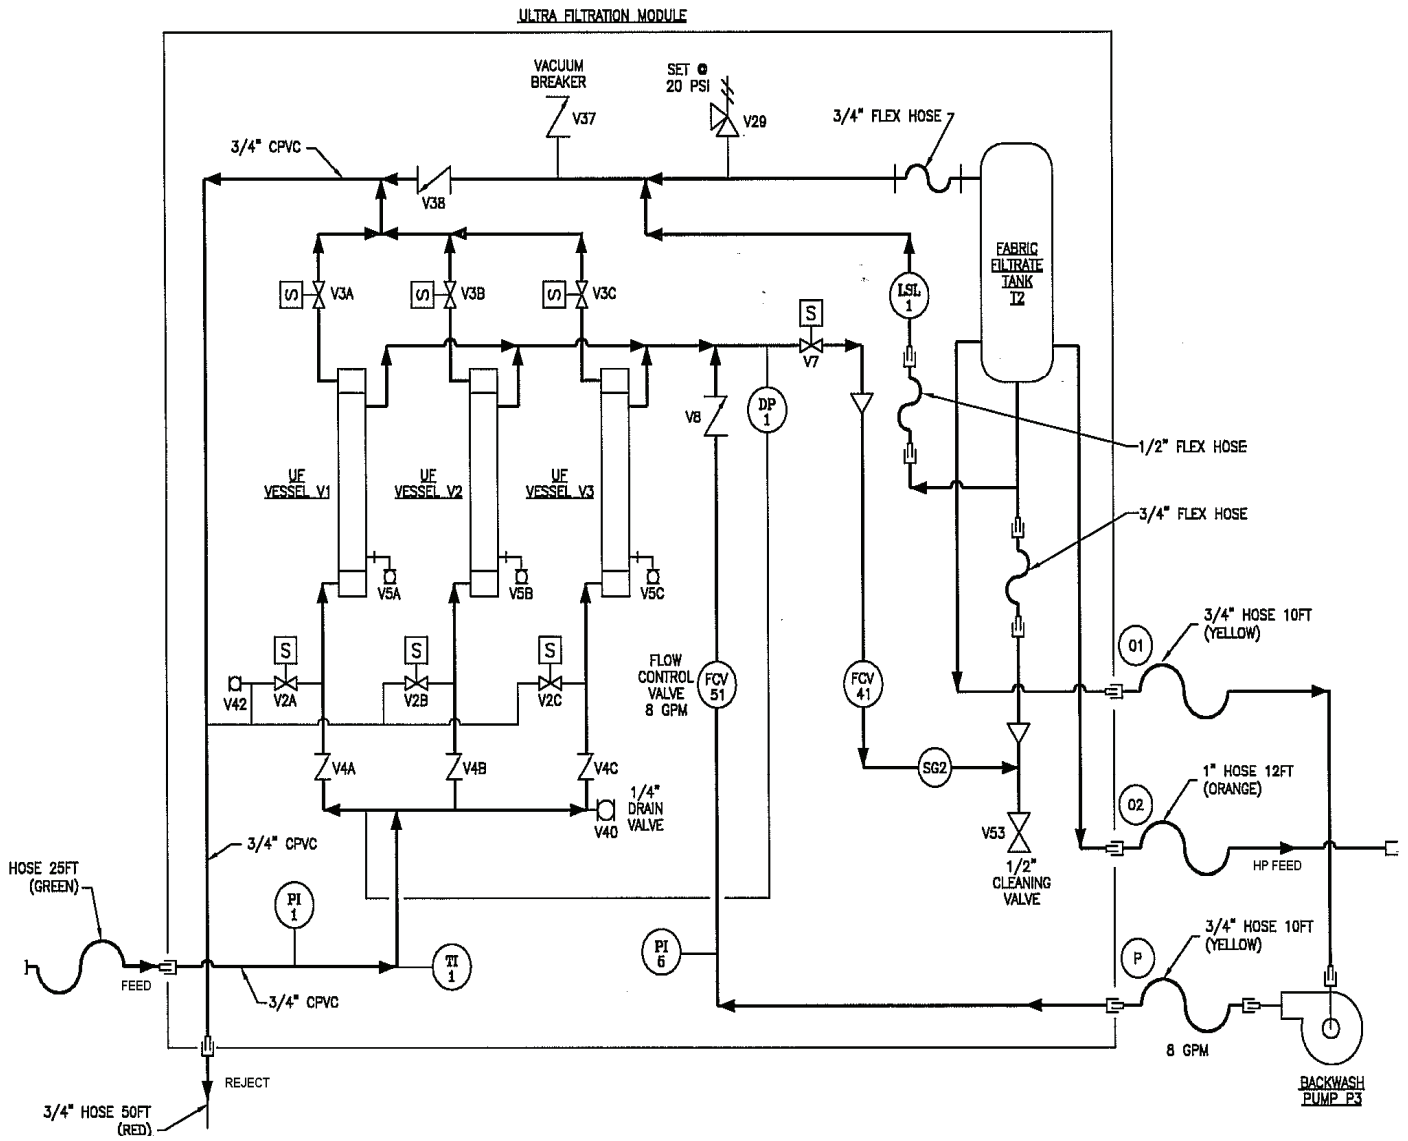 ULTRA FILTRATION MODULE
VACUUM
BREAKER
V37
SET @
20 PSI
V29
3/4" FLEX HOSE
3/4" CPVC
V38
FABRIC
FILTRATE
TANK
T2
S
V3A
S
V3B
S
V3C
LSL
1
S
V7
V8
DP
1
1/2" FLEX HOSE
UF
VESSEL V1
UF
VESSEL V2
UF
VESSEL V3
3/4" FLEX HOSE
V5A
V5B
V5C
O1
3/4" HOSE 10FT
(YELLOW)
S
V2A
S
V2B
S
V2C
V42
FLOW
CONTROL
VALVE
8 GPM
FCV
51
FCV
41
V4A
V4B
V4C
SG2
1/4"
DRAIN
VALVE
V40
O2
1" HOSE 12FT
(ORANGE)
V53
1/2"
CLEANING
VALVE
HP FEED
3/4" CPVC
HOSE 25FT
(GREEN)
PI
1
TI
1
PI
6
P
3/4" HOSE 10FT
(YELLOW)
FEED
3/4" CPVC
8 GPM
REJECT
3/4" HOSE 50FT
(RED)
BACKWASH
PUMP P3